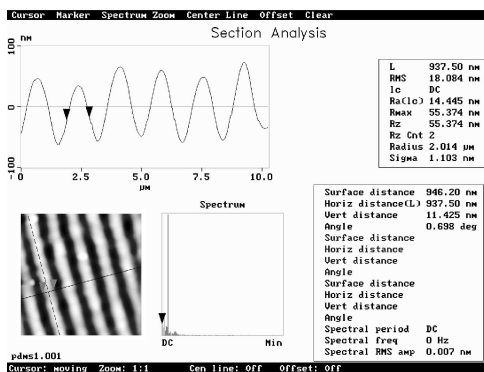 Cursor Marker Spectrum Zoom Center Line Offset Clear
Section Analysis
nm
100
0
-100
0 2.5 5.0 7.5 10.0
µm
L 937.50 nm
RMS 18.084 nm
lc DC
Ra(lc) 14.445 nm
Rmax 55.374 nm
Rz 55.374 nm
Rz Cnt 2
Radius 2.014 µm
Sigma 1.103 nm
Spectrum
DC Min
Surface distance 946.20 nm
Horiz distance(L) 937.50 nm
Vert distance 11.425 nm
Angle 0.698 deg
Surface distance
Horiz distance
Vert distance
Angle
Surface distance
Horiz distance
Vert distance
Angle
Spectral period DC
Spectral freq 0 Hz
Spectral RMS amp 0.007 nm
pdms1.001
Cursor: moving Zoom: 1:1 Cen line: Off Offset: Off